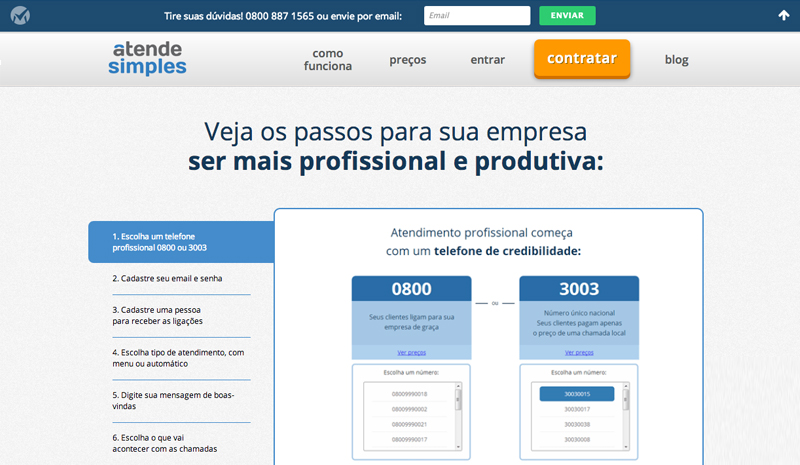 Tire suas dúvidas! 0800 887 1565 ou envie por email:
Email
ENVIAR
atende
simples
como
funciona
preços
entrar
contratar
blog
Veja os passos para sua empresa
ser mais profissional e produtiva:
1. Escolha um telefone
profissional 0800 ou 3003
2. Cadastre seu email e senha
3. Cadastre uma pessoa
para receber as ligações
4. Escolha tipo de atendimento, com
menu ou automático
5. Digite sua mensagem de boas-
vindas
6. Escolha o que vai
acontecer com as chamadas
Atendimento profissional começa
com um telefone de credibilidade:
0800
Seus clientes ligam para sua
empresa de graça
Ver preços
Escolha um número:
08009990018
08009990002
08009990021
08009990017
ou
3003
Número único nacional
Seus clientes pagam apenas
o preço de uma chamada local
Ver preços
Escolha um número:
30030015
30030017
30030038
30030008